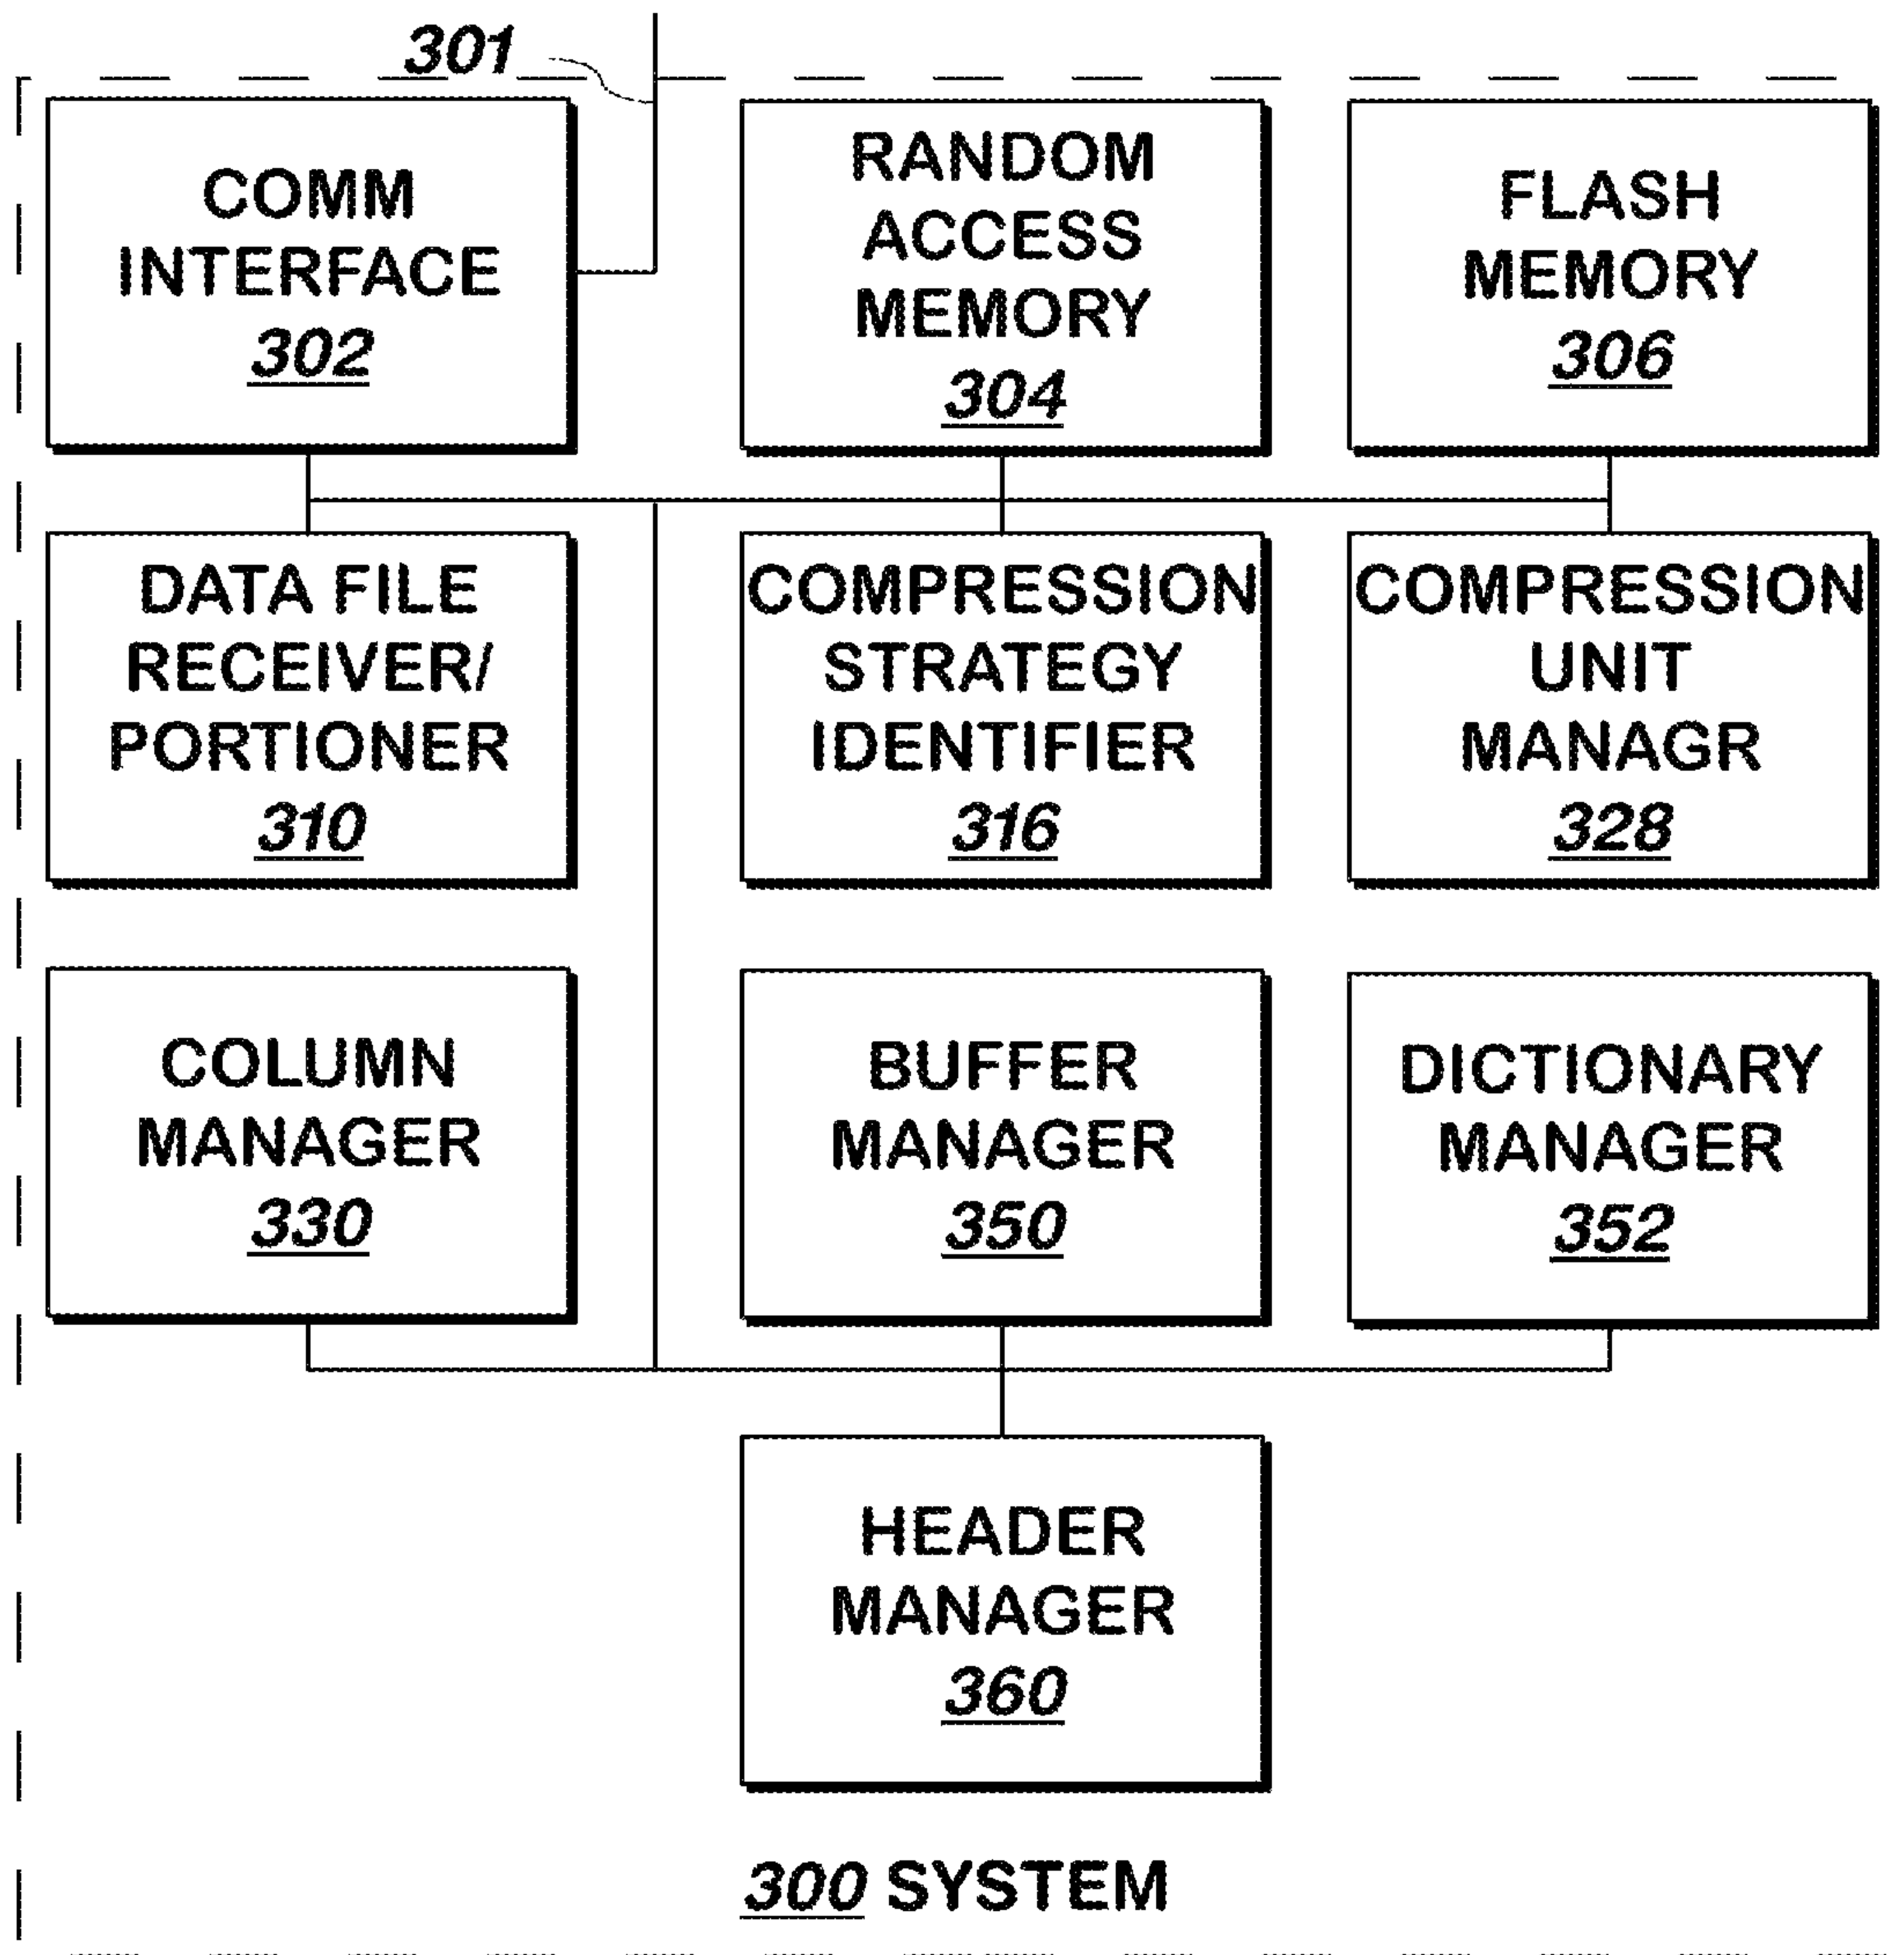 301
COMM
INTERFACE
302
RANDOM
ACCESS
MEMORY
304
FLASH
MEMORY
306
DATA FILE
RECEIVER/
PORTIONER
310
COMPRESSION
STRATEGY
IDENTIFIER
316
COMPRESSION
UNIT
MANAGR
328
COLUMN
MANAGER
330
BUFFER
MANAGER
350
DICTIONARY
MANAGER
352
HEADER
MANAGER
360
300 SYSTEM